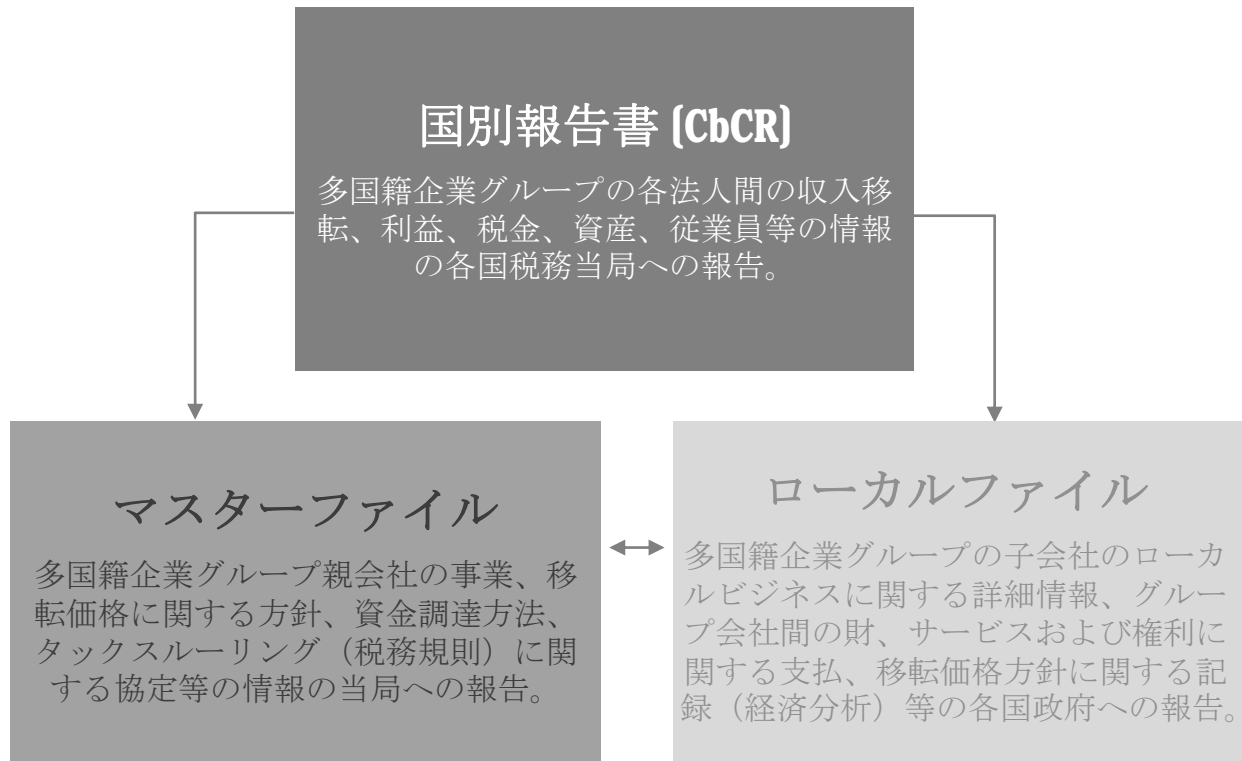 国別報告書 (CbCR)
多国籍企業グループの各法人間の収入移
転、利益、税金、資産、従業員等の情報
の各国税務当局への報告。
マスターファイル
多国籍企業グループ親会社の事業、移
転価格に関する方針、資金調達方法、
タックスルーリング（税務規則）に関
する協定等の情報の当局への報告。
ローカルファイル
多国籍企業グループの子会社のローカ
ルビジネスに関する詳細情報、グルー
プ会社間の財、サービスおよび権利に
関する支払、移転価格方針に関する記
録（経済分析）等の各国政府への報告。